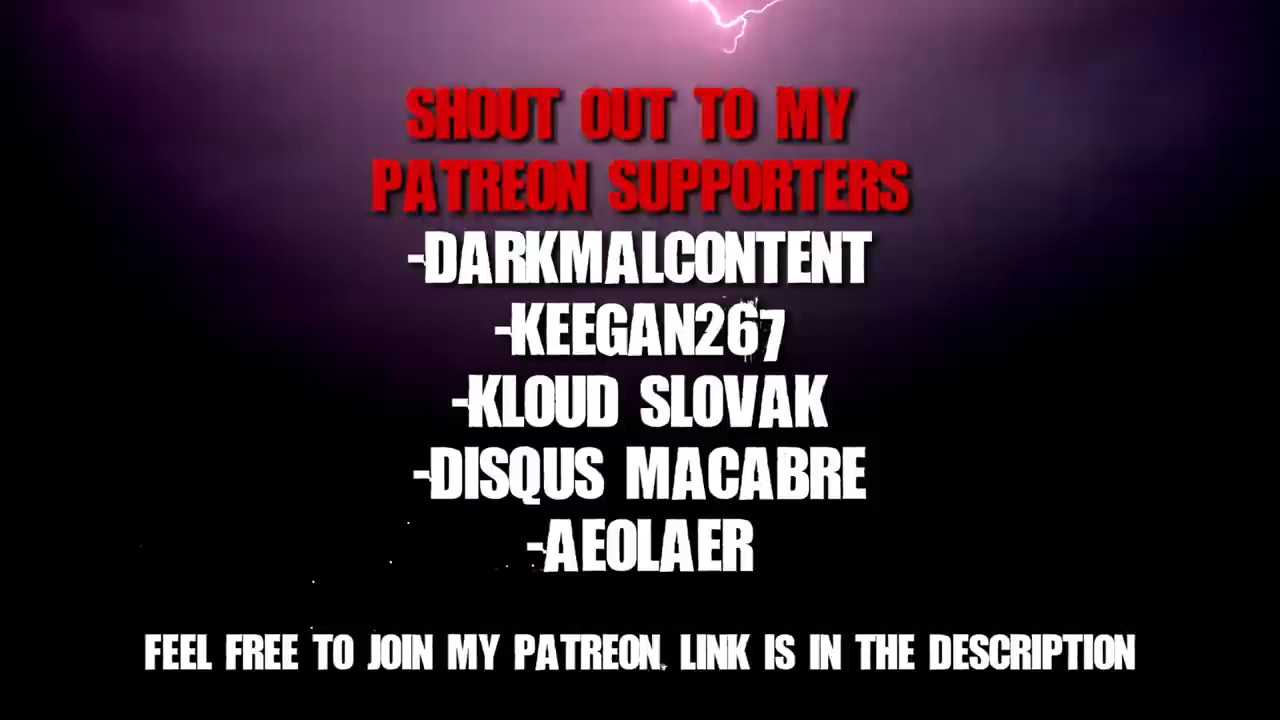 SHOUT OUT TO MY
PATREON SUPPORTERS
-DARKMALCONTENT
-KEEGAN267
-KLOUD SLOVAK
-DISQUS MACABRE
-AEOLAER
FEEL FREE TO JOIN MY PATREON. LINK IS IN THE DESCRIPTION